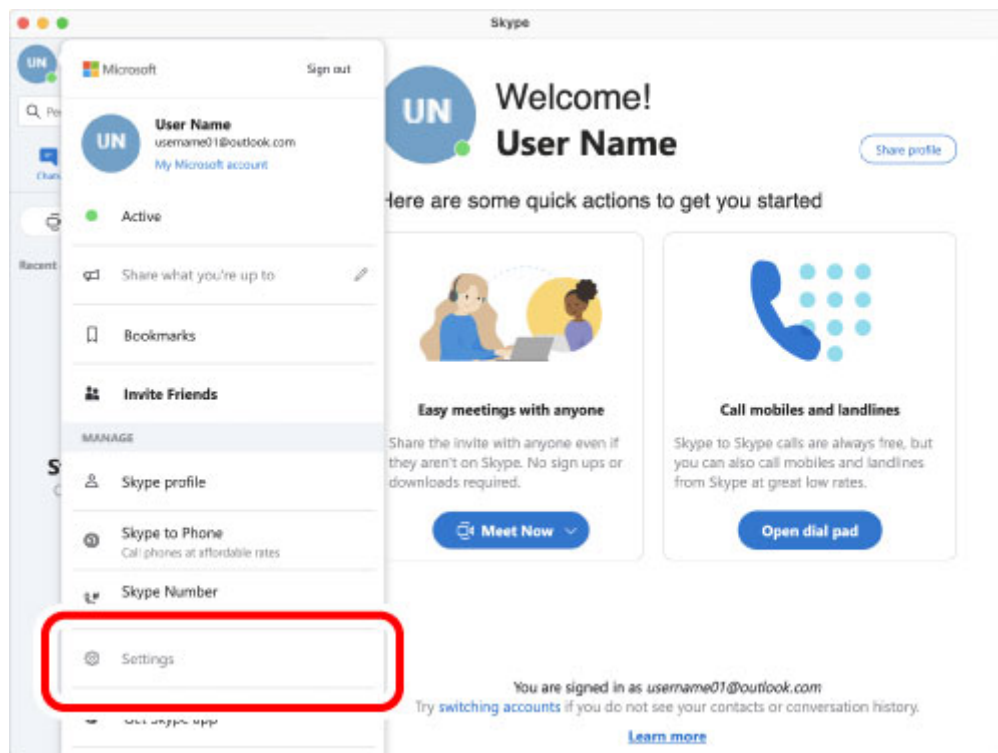 Skype
UN
Microsoft
Sign out
UN
User Name
username01@outlook.com
My Microsoft account
Active
Share what you're up to
Bookmarks
Invite Friends
MANAGE
Skype profile
Skype to Phone
Call phones at affordable rates
Skype Number
Settings
Get Skype app
Recent
UN
Welcome!
User Name
Share profile
Here are some quick actions to get you started
Easy meetings with anyone
Share the invite with anyone even if
they aren't on Skype. No sign ups or
downloads required.
Meet Now
Call mobiles and landlines
Skype to Skype calls are always free, but
you can also call mobiles and landlines
from Skype at great low rates.
Open dial pad
You are signed in as username01@outlook.com
Try switching accounts if you do not see your contacts or conversation history.
Learn more